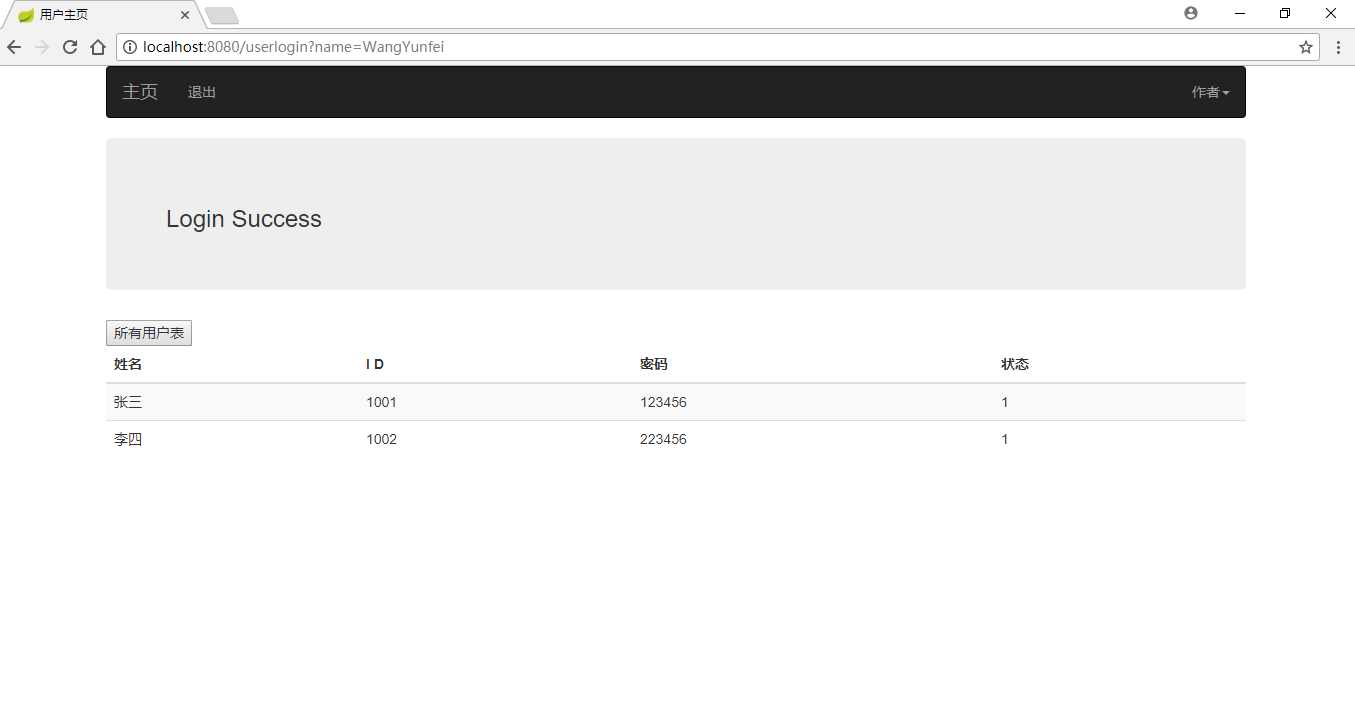 用户主页
localhost:8080/userlogin?name=WangYunfei
主页 退出 作者
Login Success
所有用户表
姓名 I D 密码 状态
张三 1001 123456 1
李四 1002 223456 1